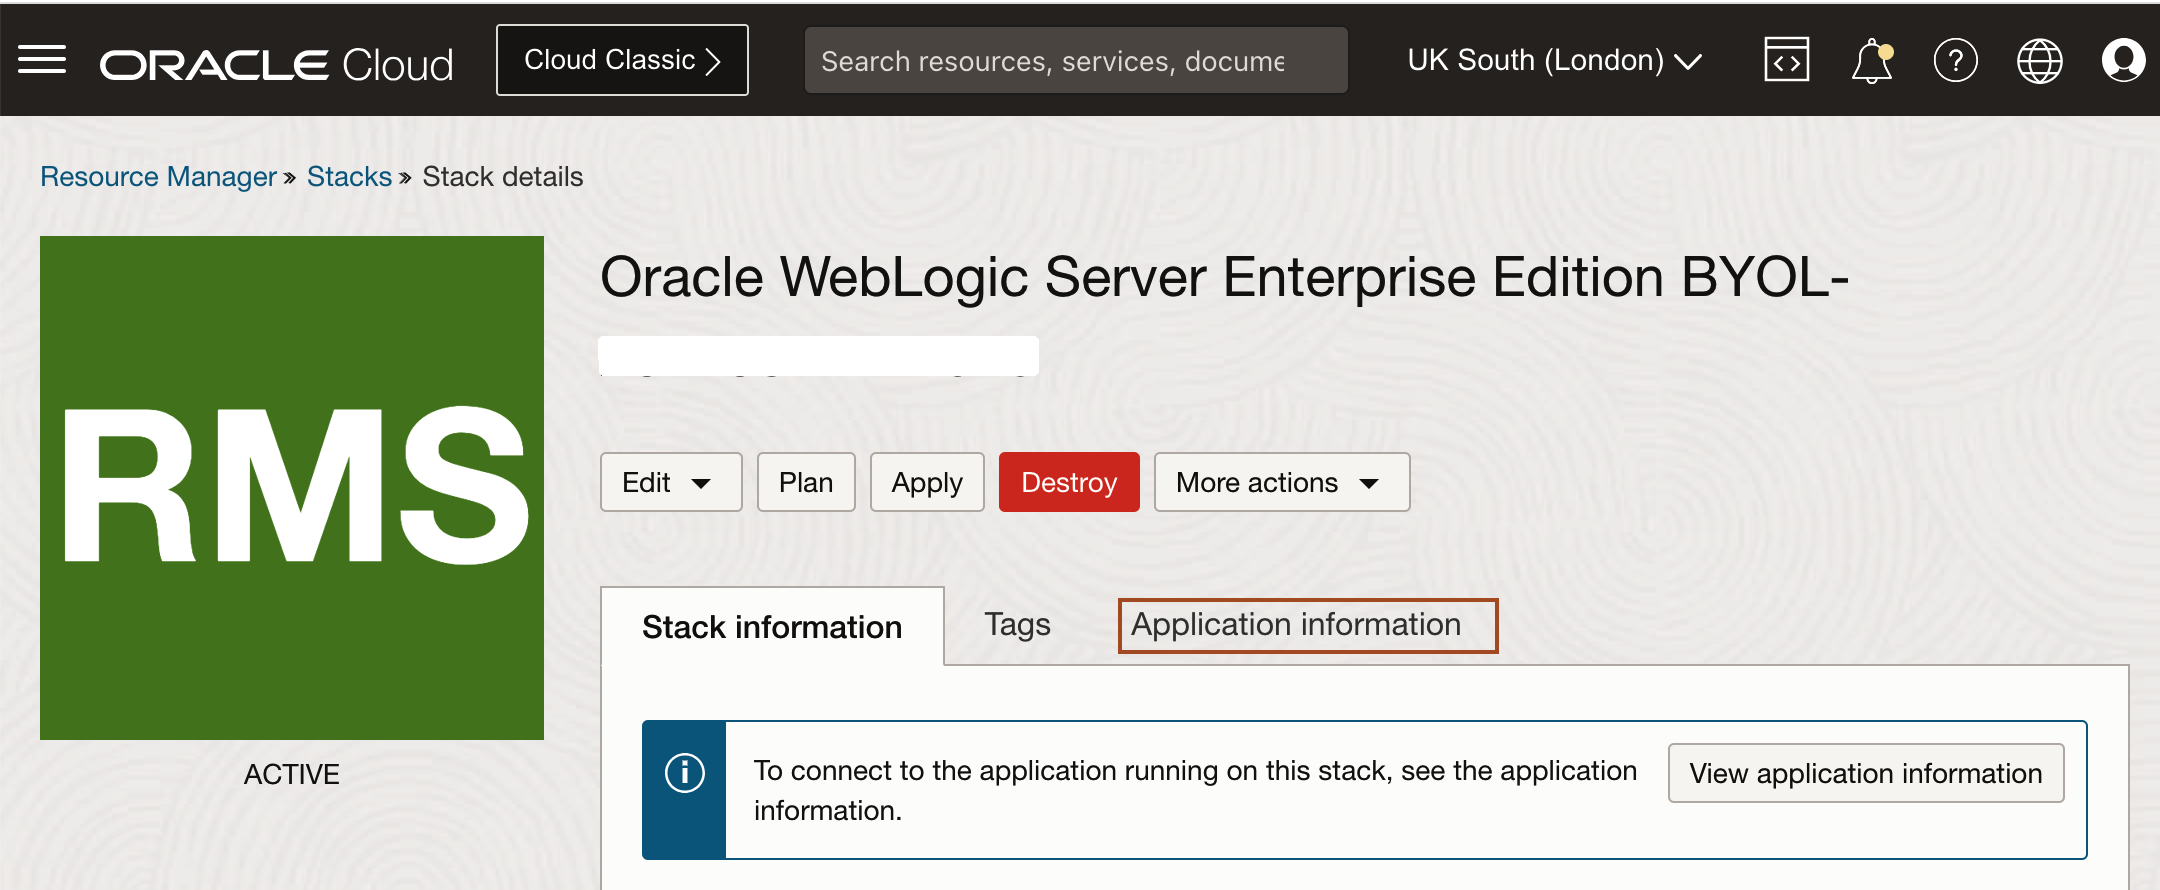 ORACLE Cloud
Cloud Classic
Search resources, services, docume
UK South (London)
Resource Manager » Stacks » Stack details
RMS
ACTIVE
Oracle WebLogic Server Enterprise Edition BYOL-
Edit
Plan
Apply
Destroy
More actions
Stack information
Tags
Application information
To connect to the application running on this stack, see the application
information.
View application information